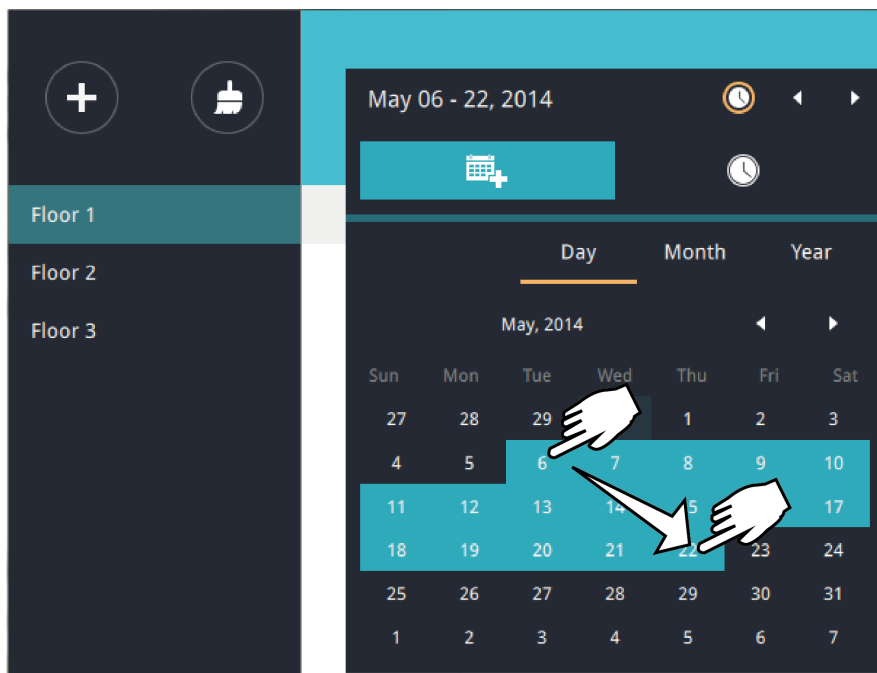 May 06 - 22, 2014
Floor 1
Day Month Year
Floor 2
May, 2014
Floor 3
Sun Mon Tue Wed Thu Fri Sat
27 28 29 1 2 3
4 5 6 7 8 9 10
11 12 13 14 15 17
18 19 20 21 22 23 24
25 26 27 28 29 30 31
1 2 3 4 5 6 7